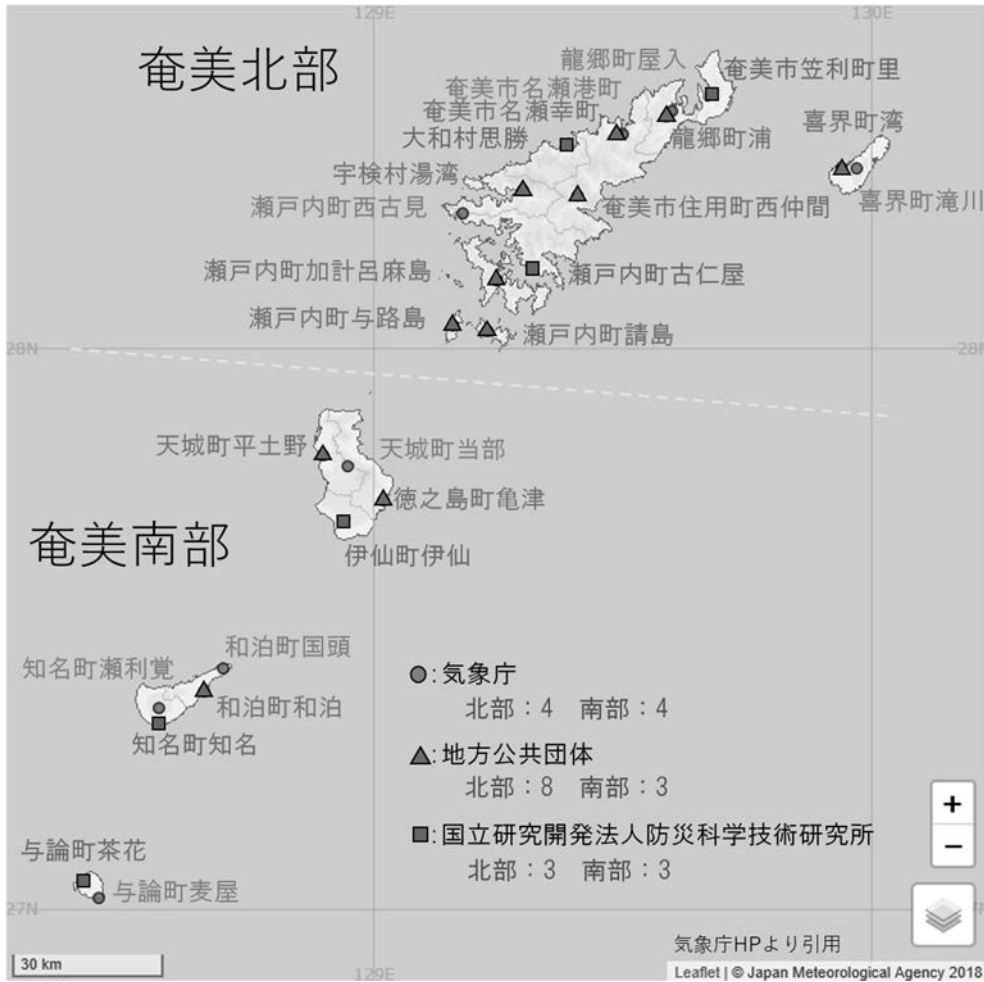 129E
130E
奄美北部
龍郷町屋入
奄美市笠利町里
奄美市名瀬港町
奄美市名瀬幸町
大和村思勝
龍郷町浦
喜界町湾
宇検村湯湾
瀬戸内町西古見
奄美市住用町西仲間
喜界町滝川
瀬戸内町加計呂麻島
瀬戸内町古仁屋
瀬戸内町与路島
瀬戸内町請島
28N
28N
天城町平土野
天城町当部
徳之島町亀津
奄美南部
伊仙町伊仙
和泊町国頭
知名町瀬利覚
和泊町和泊
知名町知名
●:気象庁
北部：4　南部：4
▲:地方公共団体
北部：8　南部：3
■:国立研究開発法人防災科学技術研究所
北部：3　南部：3
+
−
与論町茶花
与論町麦屋
27N
気象庁HPより引用
30 km
129E
Leaflet | © Japan Meteorological Agency 2018